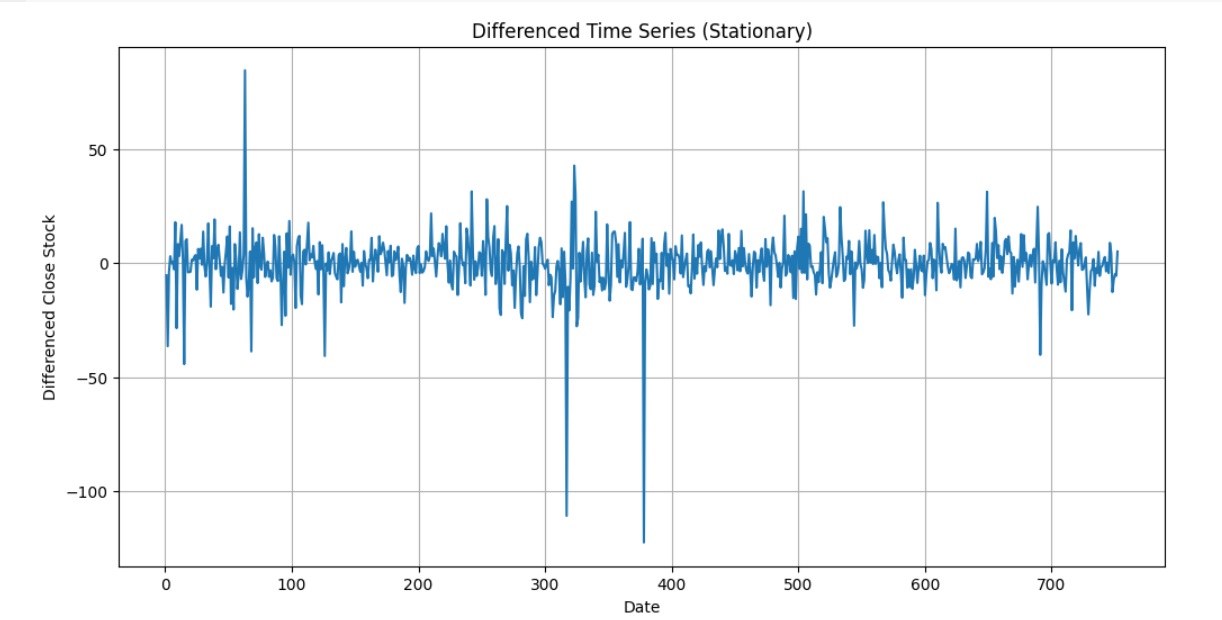 Differenced Time Series (Stationary)
50
0
−50
−100
Differenced Close Stock
0 100 200 300 400 500 600 700
Date